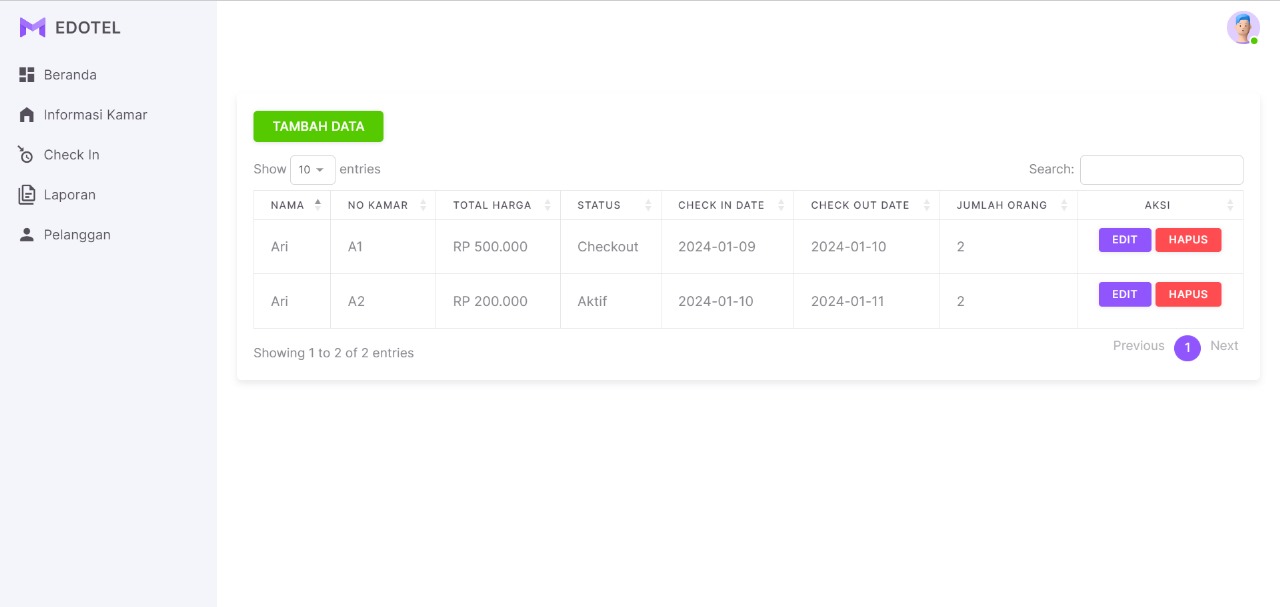 EDOTEL
Beranda
Informasi Kamar
Check In
Laporan
Pelanggan
TAMBAH DATA
Show 10 entries
Search:
NAMA NO KAMAR TOTAL HARGA STATUS CHECK IN DATE CHECK OUT DATE JUMLAH ORANG AKSI
Ari A1 RP 500.000 Checkout 2024-01-09 2024-01-10 2 EDIT HAPUS
Ari A2 RP 200.000 Aktif 2024-01-10 2024-01-11 2 EDIT HAPUS
Showing 1 to 2 of 2 entries
Previous 1 Next